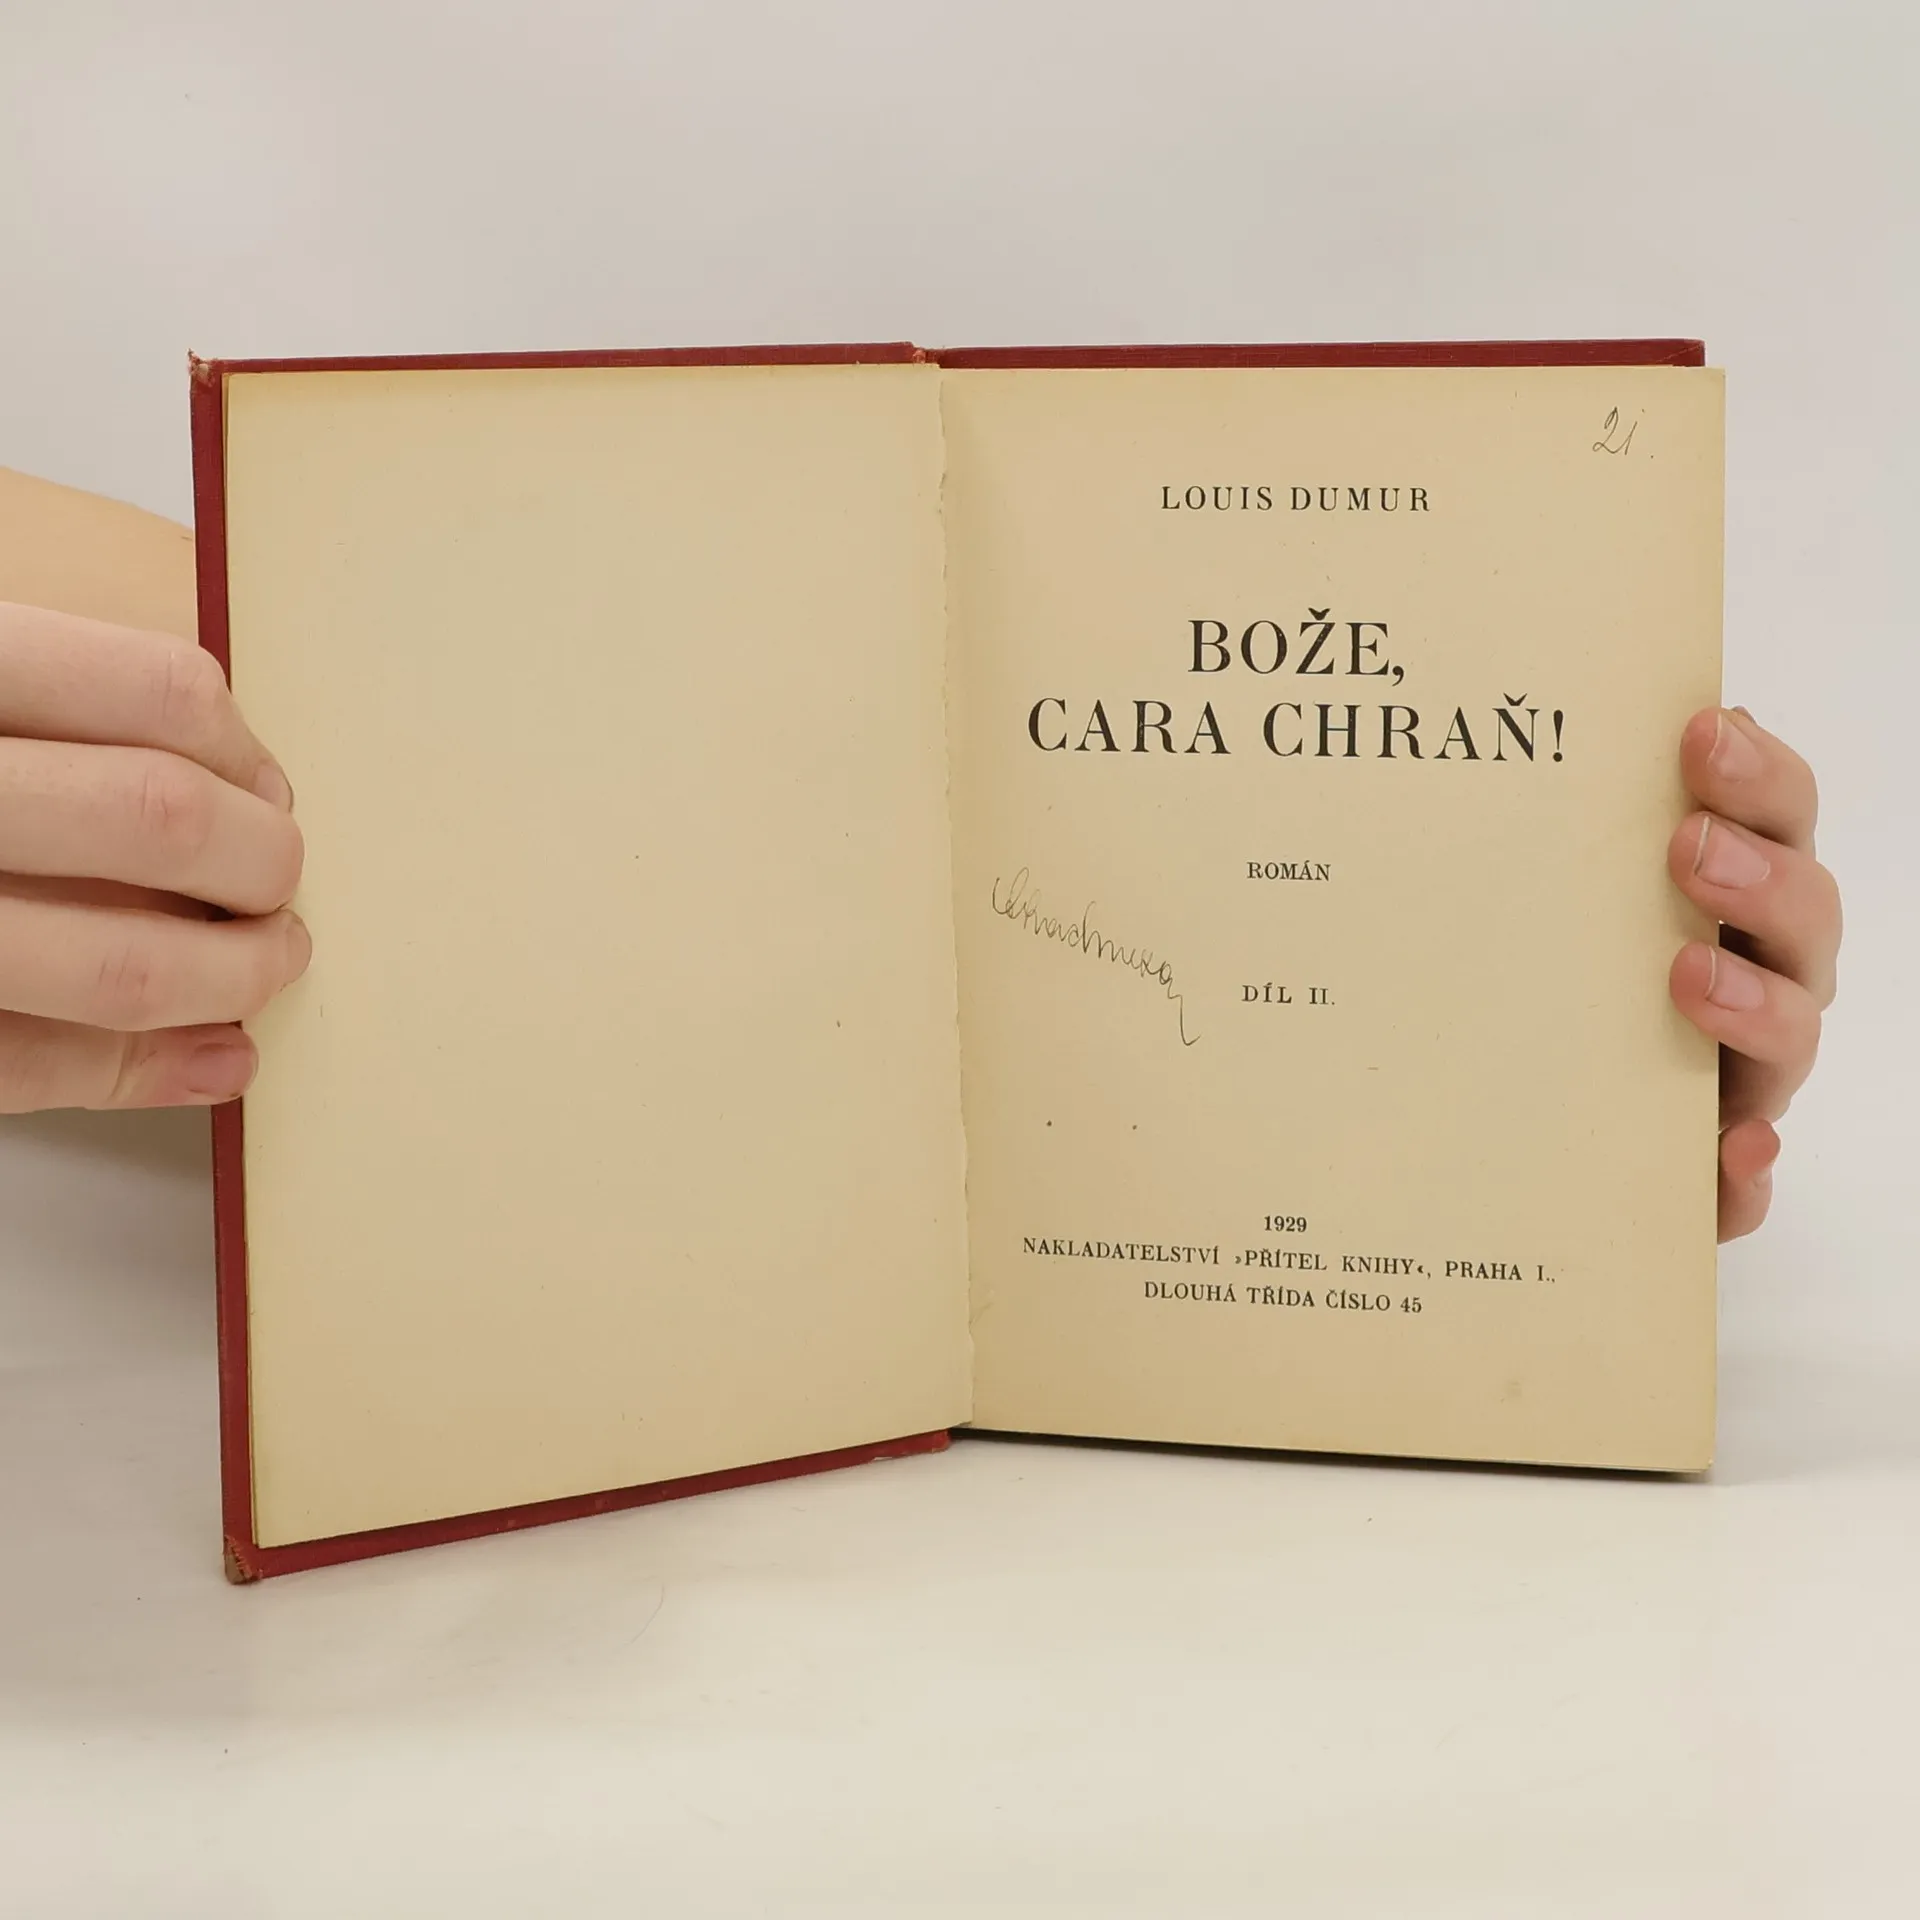 21.
LOUIS DUMUR
BOŽE,
CARA CHRAŇ!
ROMÁN
DÍL II.
1929
NAKLADATELSTVÍ »PŘÍTEL KNIHY«, PRAHA I.,
DLOUHÁ TŘÍDA ČÍSLO 45